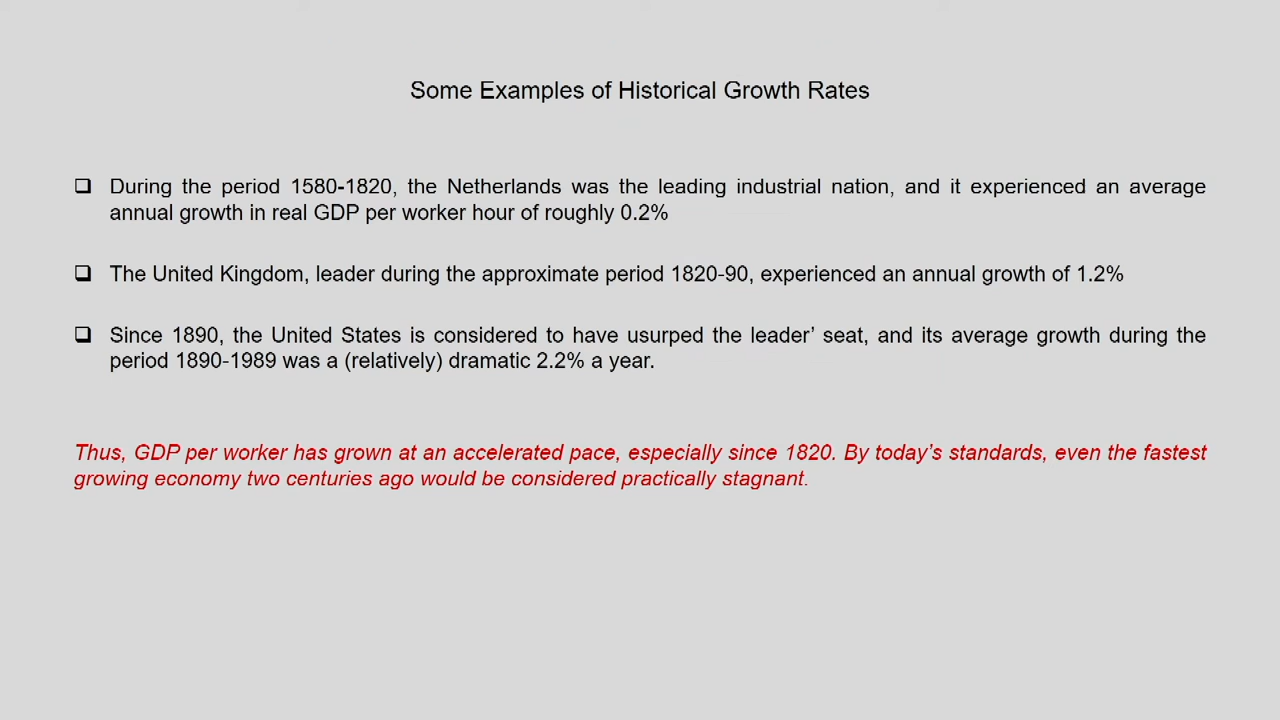 Some Examples of Historical Growth Rates
❑ During the period 1580-1820, the Netherlands was the leading industrial nation, and it experienced an average
annual growth in real GDP per worker hour of roughly 0.2%
❑ The United Kingdom, leader during the approximate period 1820-90, experienced an annual growth of 1.2%
❑ Since 1890, the United States is considered to have usurped the leader’ seat, and its average growth during the
period 1890-1989 was a (relatively) dramatic 2.2% a year.
Thus, GDP per worker has grown at an accelerated pace, especially since 1820. By today’s standards, even the fastest
growing economy two centuries ago would be considered practically stagnant.